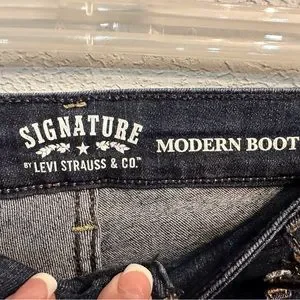 SIGNATURE
BY LEVI STRAUSS & CO.™
MODERN BOOT